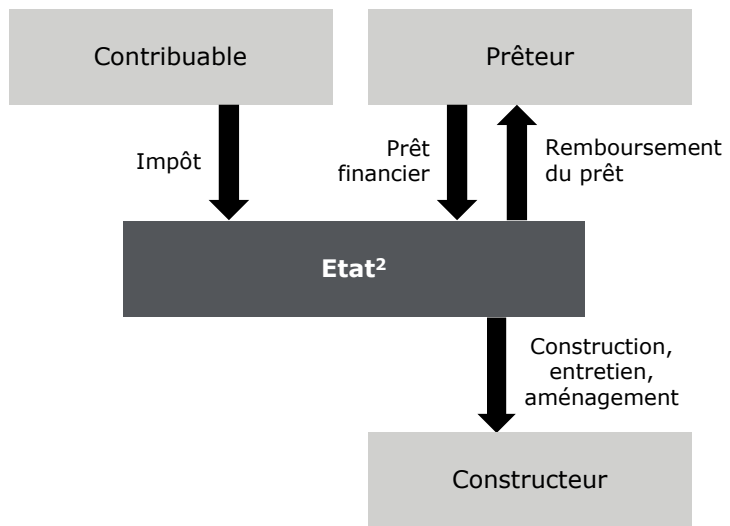 Contribuable
Prêteur
Impôt
Prêt
financier
Remboursement
du prêt
Etat²
Construction,
entretien,
aménagement
Constructeur